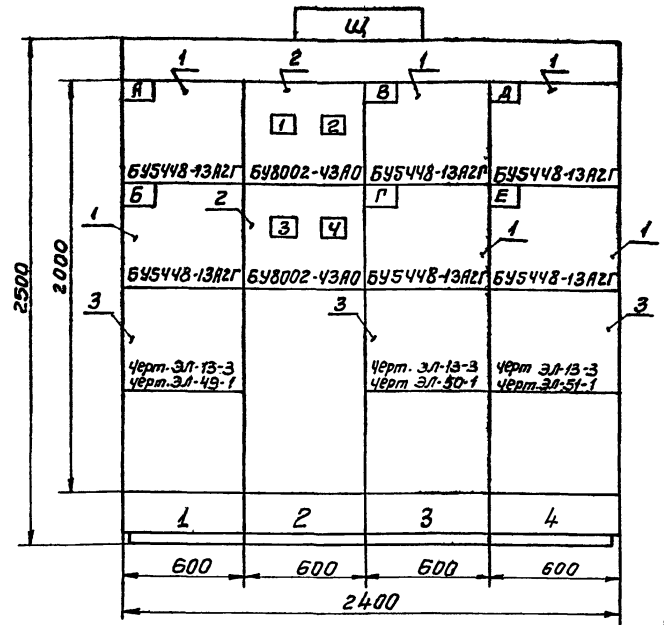 Щ
1 2 1 1
А В Д
1 2
БУ5448-13А2Г БУ8002-43А0 БУ5448-13А2Г БУ5448-13А2Г
Б Г Е
1 2 3 4 1 1
БУ5448-13А2Г БУ8002-43А0 БУ5448-13А2Г БУ5448-13А2Г
3 3 3
черт. ЭЛ-13-3 черт. ЭЛ-13-3 черт ЭЛ-13-3
черт. ЭЛ-49-1 черт ЭЛ-50-1 черт. ЭЛ-51-1
2500
2000
1 2 3 4
600 600 600 600
2400